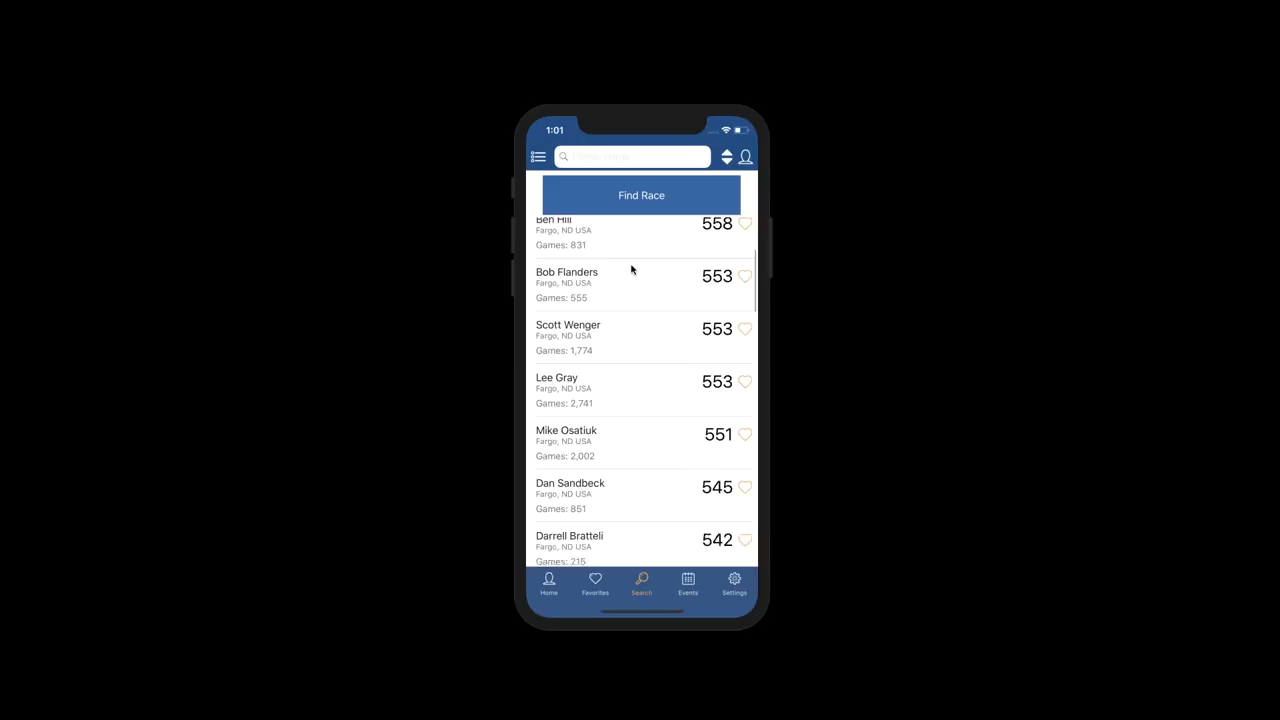 1:01
Find Race
Ben Hill 558
Fargo, ND USA
Games: 831
Bob Flanders 553
Fargo, ND USA
Games: 555
Scott Wenger 553
Fargo, ND USA
Games: 1,774
Lee Gray 553
Fargo, ND USA
Games: 2,741
Mike Osatiuk 551
Fargo, ND USA
Games: 2,002
Dan Sandbeck 545
Fargo, ND USA
Games: 851
Darrell Bratteli 542
Fargo, ND USA
Games: 215
Home Favorites Search Events Settings